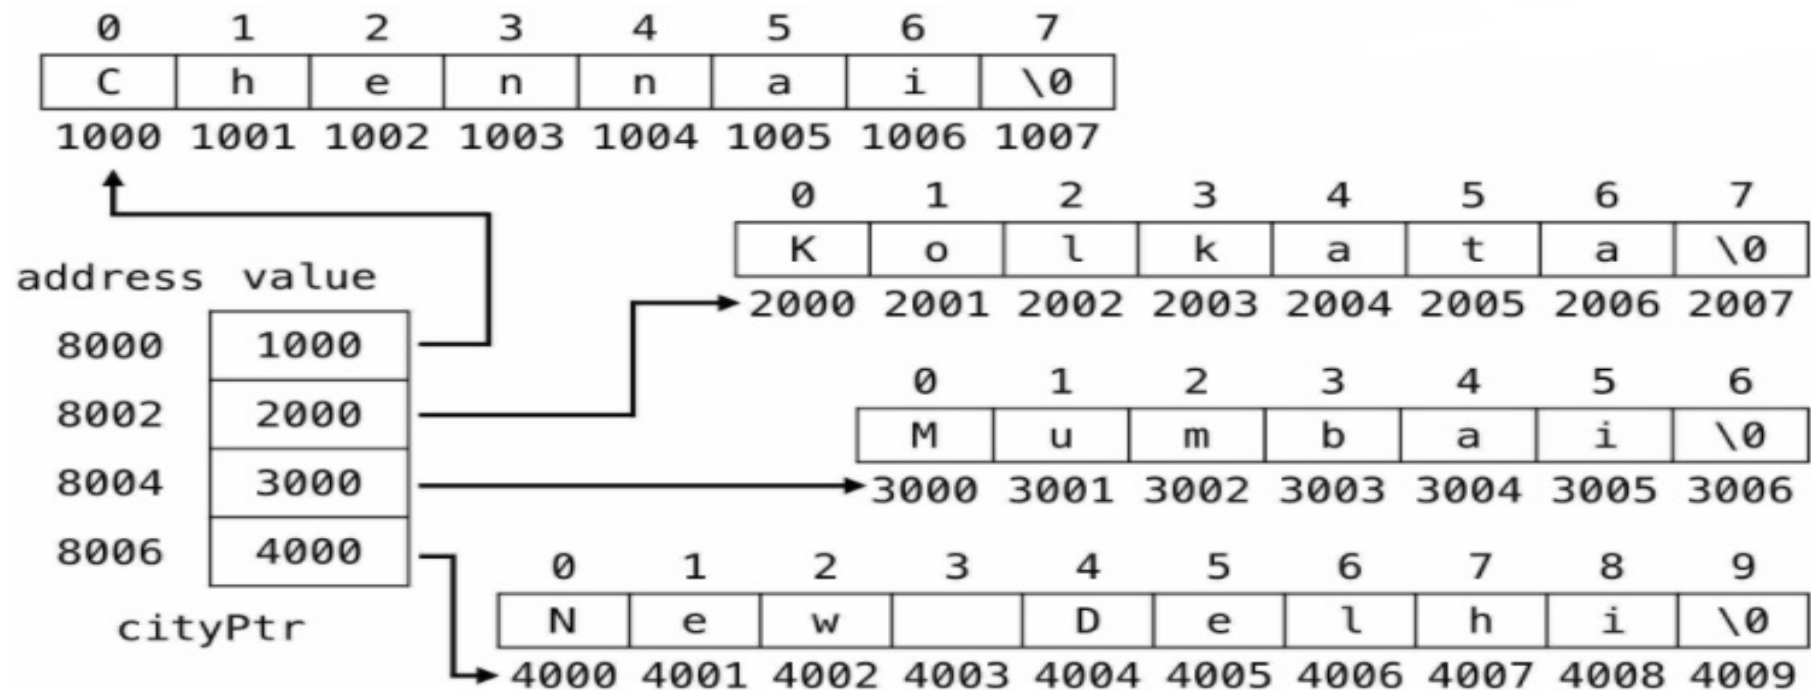 0 1 2 3 4 5 6 7
C h e n n a i \0
1000 1001 1002 1003 1004 1005 1006 1007
0 1 2 3 4 5 6 7
K o l k a t a \0
2000 2001 2002 2003 2004 2005 2006 2007
address value
8000 1000
8002 2000
8004 3000
8006 4000
cityPtr
0 1 2 3 4 5 6
M u m b a i \0
3000 3001 3002 3003 3004 3005 3006
0 1 2 3 4 5 6 7 8 9
N e w D e l h i \0
4000 4001 4002 4003 4004 4005 4006 4007 4008 4009